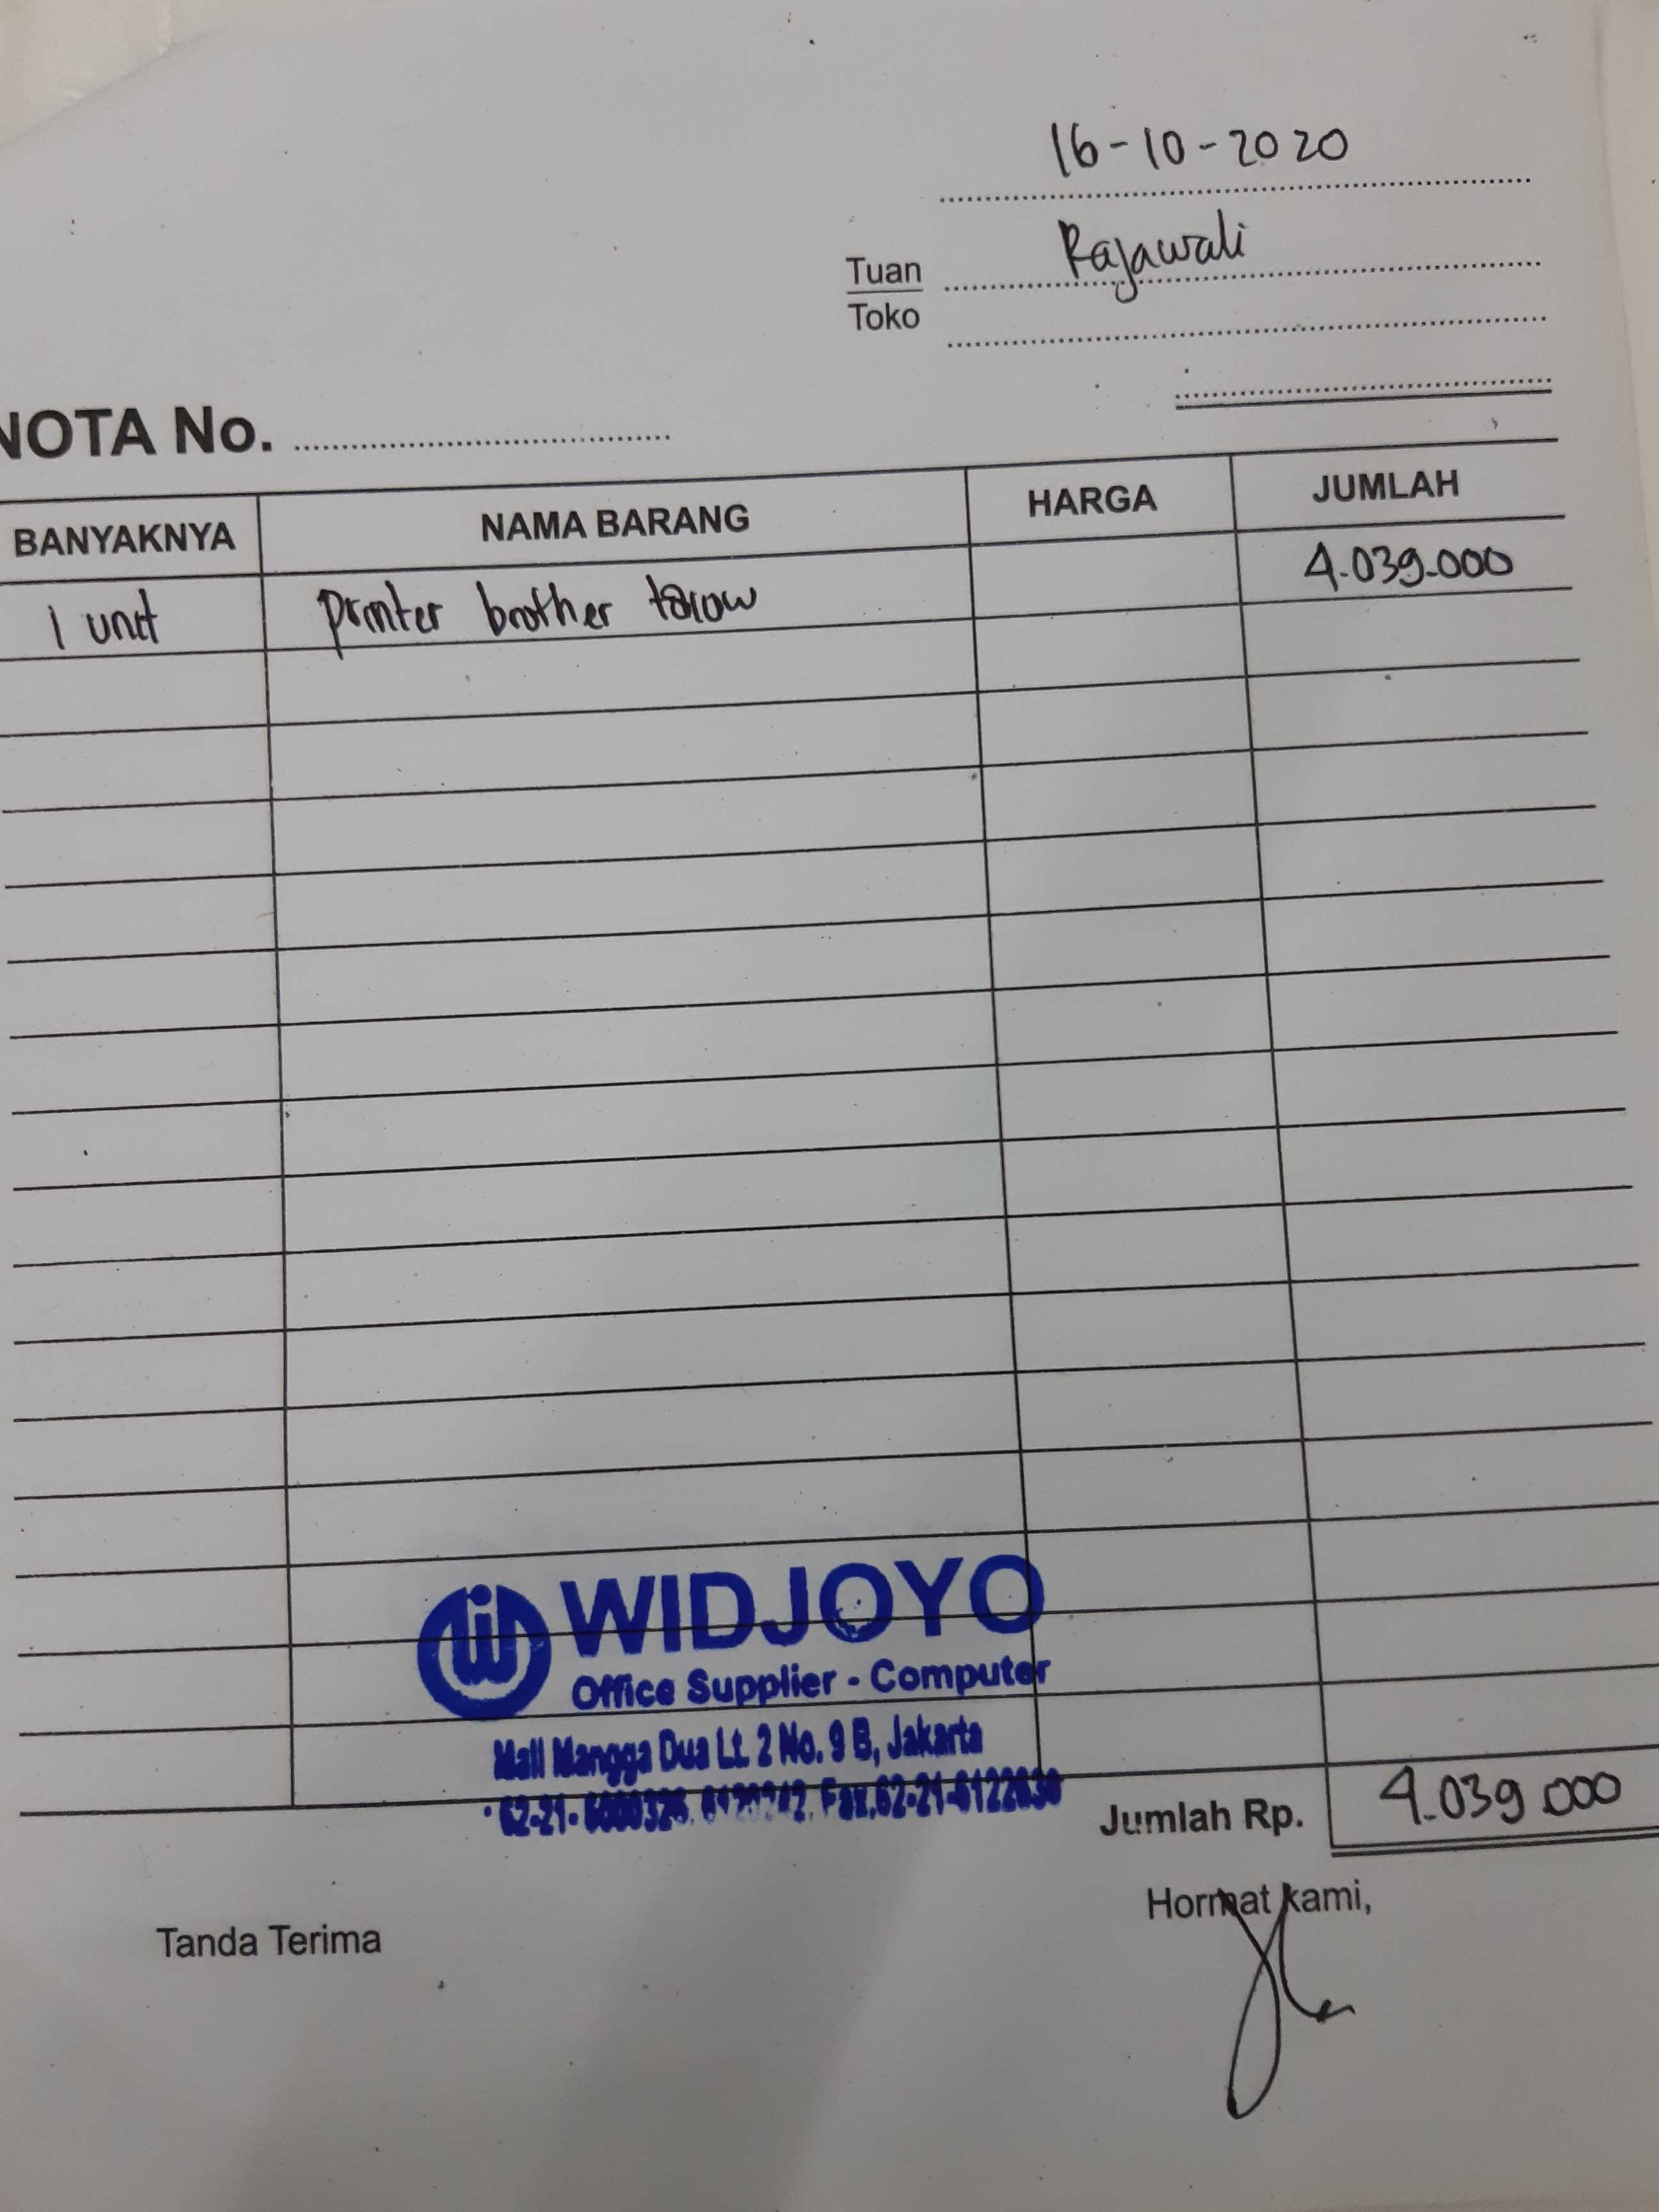 16-10-2020
Tuan Rajawali
Toko
NOTA No.
BANYAKNYA NAMA BARANG HARGA JUMLAH
1 unit printer brother 4.039.000
WIDJOYO
Office Supplier - Computer
Mall Mangga Dua Lt. 2 No. 9 B, Jakarta
Fax.
Jumlah Rp. 4.039.000
Tanda Terima
Hormat kami,